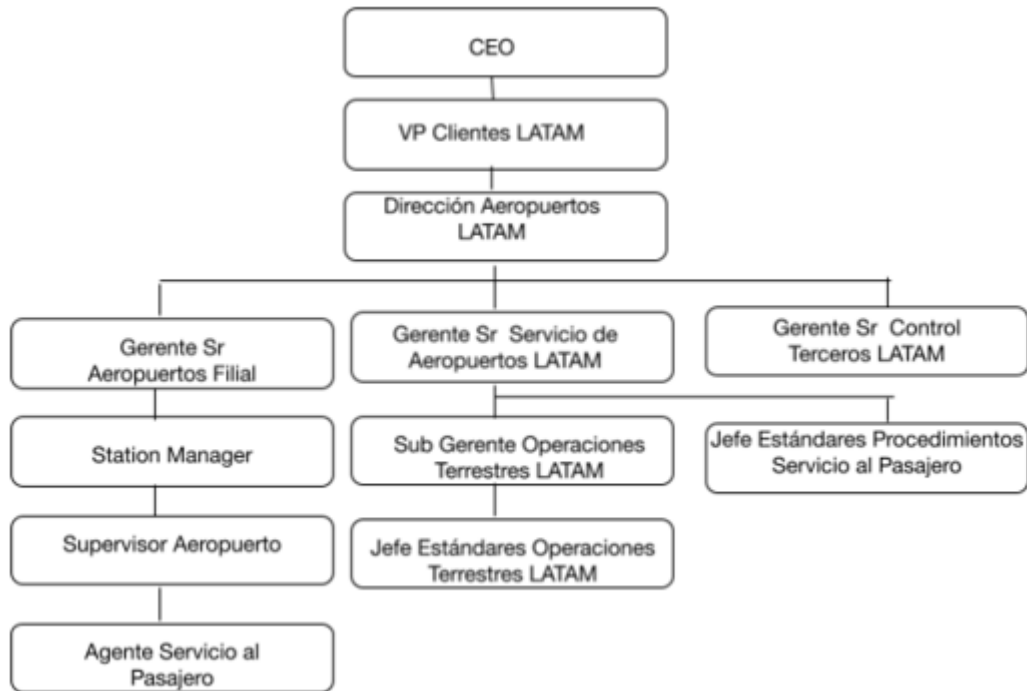 CEO
VP Clientes LATAM
Dirección Aeropuertos
LATAM
Gerente Sr
Aeropuertos Filial
Gerente Sr Servicio de
Aeropuertos LATAM
Gerente Sr Control
Terceros LATAM
Station Manager
Sub Gerente Operaciones
Terrestres LATAM
Jefe Estándares Procedimientos
Servicio al Pasajero
Supervisor Aeropuerto
Jefe Estándares Operaciones
Terrestres LATAM
Agente Servicio al
Pasajero